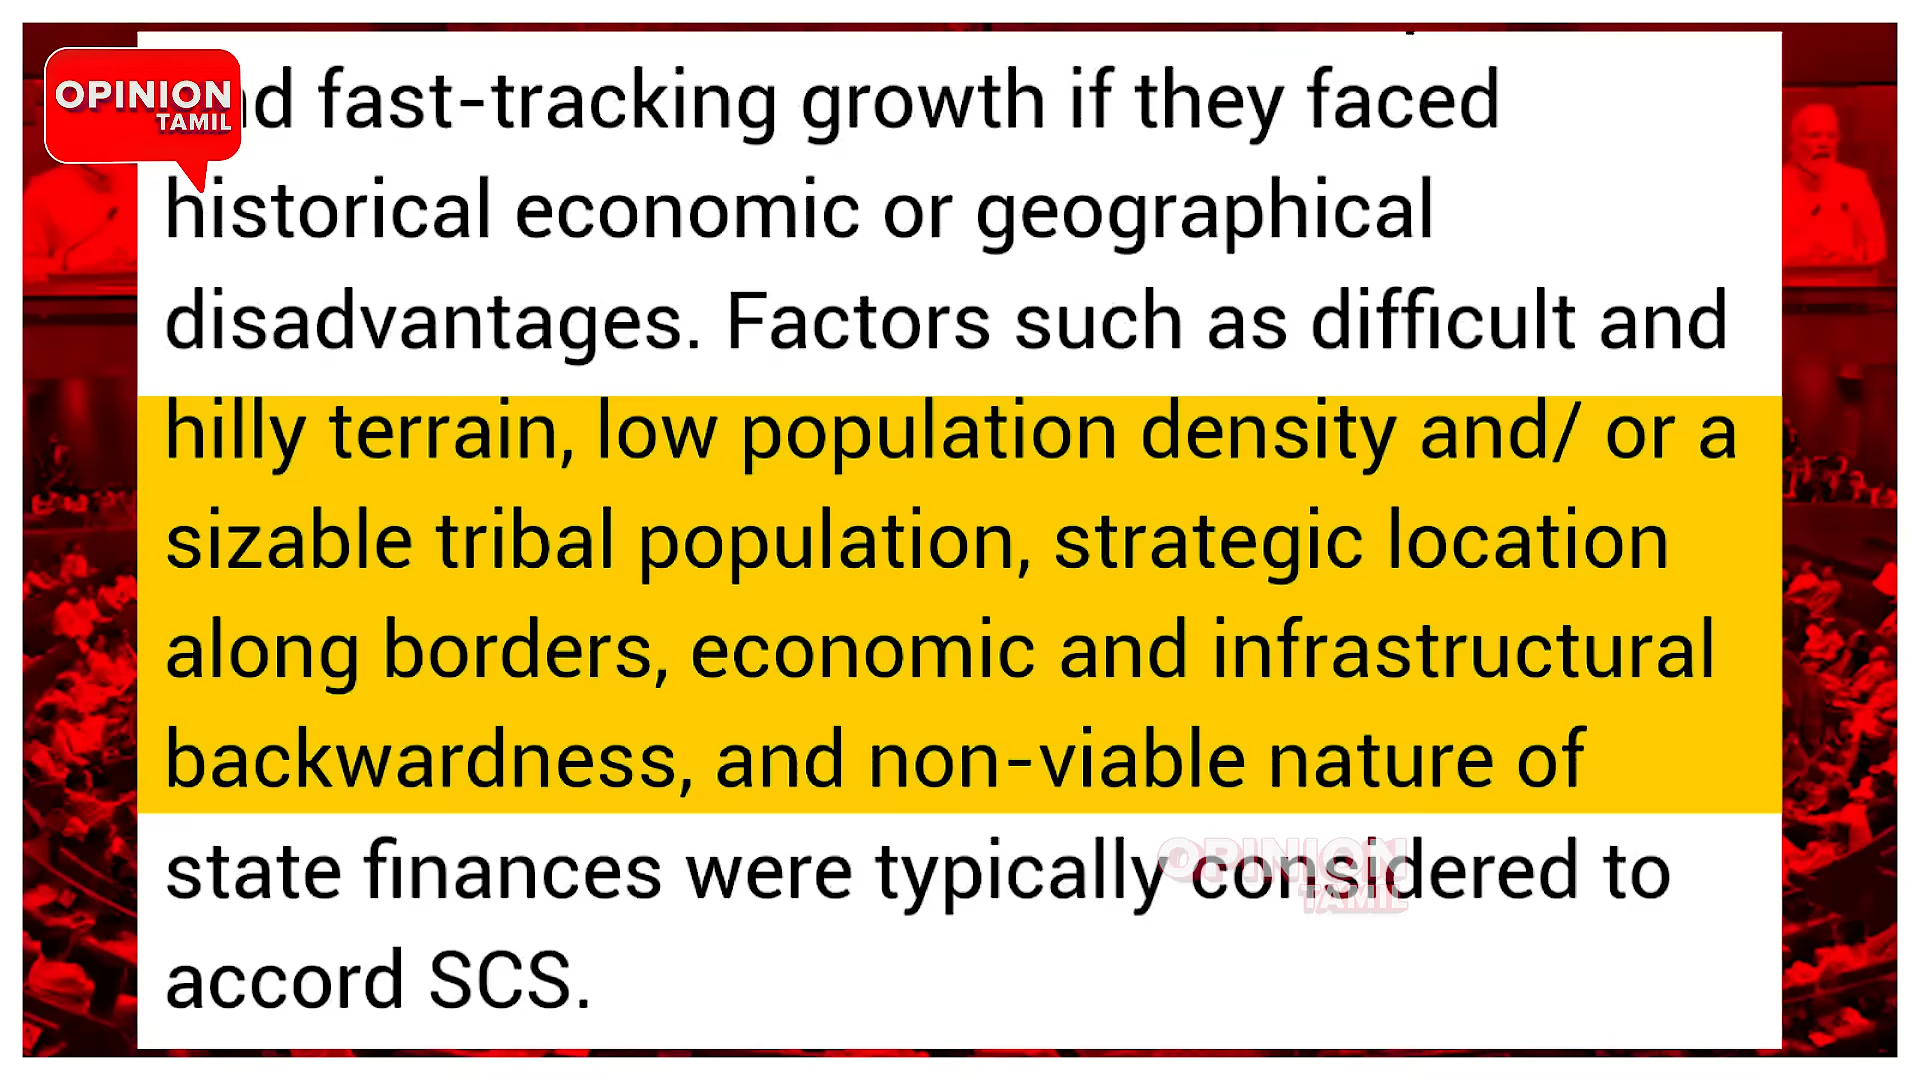 OPINION
TAMIL
fast-tracking growth if they faced
historical economic or geographical
disadvantages. Factors such as difficult and
hilly terrain, low population density and/ or a
sizable tribal population, strategic location
along borders, economic and infrastructural
backwardness, and non-viable nature of
state finances were typically considered to
accord SCS.
OPINION
TAMIL